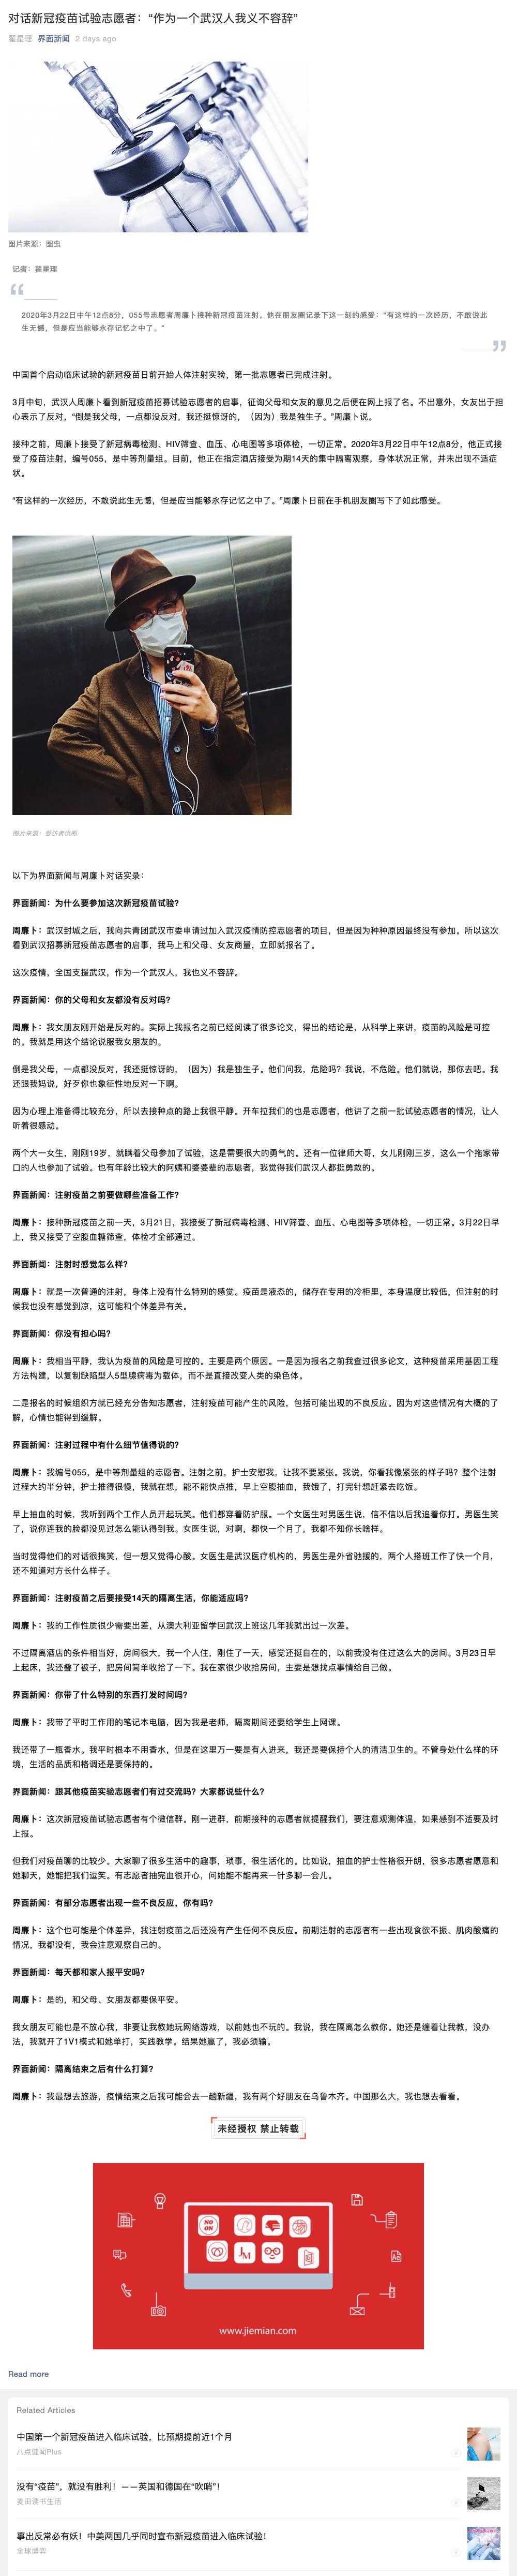 对话新冠疫苗试验志愿者：“作为一个武汉人我义不容辞”
翟星理 界面新闻 2 days ago
图片来源：图虫
记者：翟星理
2020年3月22日中午12点8分，055号志愿者周廉卜接种新冠疫苗注射。他在朋友圈记录下这一刻的感受：“有这样的一次经历，不敢说此
生无憾，但是应当能够永存记忆之中了。”
中国首个启动临床试验的新冠疫苗日前开始人体注射实验，第一批志愿者已完成注射。
3月中旬，武汉人周廉卜看到新冠疫苗招募试验志愿者的启事，征询父母和女友的意见之后便在网上报了名。不出意外，女友出于担
心表示了反对，“倒是我父母，一点都没反对，我还挺惊讶的，（因为）我是独生子。”周廉卜说。
接种之前，周廉卜接受了新冠病毒检测、HIV筛查、血压、心电图等多项体检，一切正常。2020年3月22日中午12点8分，他正式接
受了疫苗注射，编号055，是中等剂量组。目前，他正在指定酒店接受为期14天的集中隔离观察，身体状况正常，并未出现不适症
状。
“有这样的一次经历，不敢说此生无憾，但是应当能够永存记忆之中了。”周廉卜日前在手机朋友圈写下了如此感受。
图片来源：受访者供图
以下为界面新闻与周廉卜对话实录：
界面新闻：为什么要参加这次新冠疫苗试验？
周廉卜：武汉封城之后，我向共青团武汉市委申请过加入武汉疫情防控志愿者的项目，但是因为种种原因最终没有参加。所以这次
看到武汉招募新冠疫苗志愿者的启事，我马上和父母、女友商量，立即就报名了。
这次疫情，全国支援武汉，作为一个武汉人，我也义不容辞。
界面新闻：你的父母和女友都没有反对吗？
周廉卜：我女朋友刚开始是反对的。实际上我报名之前已经阅读了很多论文，得出的结论是，从科学上来讲，疫苗的风险是可控
的。我就是用这个结论说服我女朋友的。
倒是我父母，一点都没反对，我还挺惊讶的，（因为）我是独生子。他们问我，危险吗？我说，不危险。他们就说，那你去吧。我
还跟我妈说，好歹你也象征性地反对一下啊。
因为心理上准备得比较充分，所以去接种点的路上我很平静。开车拉我们的也是志愿者，他讲了之前一批试验志愿者的情况，让人
听着很感动。
两个大一女生，刚刚19岁，就瞒着父母参加了试验，这是需要很大的勇气的。还有一位律师大哥，女儿刚刚三岁，这么一个拖家带
口的人也参加了试验。也有年龄比较大的阿姨和婆婆辈的志愿者，我觉得我们武汉人都挺勇敢的。
界面新闻：注射疫苗之前要做哪些准备工作？
周廉卜：接种新冠疫苗之前一天，3月21日，我接受了新冠病毒检测、HIV筛查、血压、心电图等多项体检，一切正常。3月22日早
上，我又接受了空腹血糖筛查，体检才全部通过。
界面新闻：注射时感觉怎么样？
周廉卜：就是一次普通的注射，身体上没有什么特别的感觉。疫苗是液态的，储存在专用的冷柜里，本身温度比较低，但注射的时
候我也没有感觉到凉，这可能和个体差异有关。
界面新闻：你没有担心吗？
周廉卜：我相当平静，我认为疫苗的风险是可控的。主要是两个原因。一是因为报名之前我查过很多论文，这种疫苗采用基因工程
方法构建，以复制缺陷型人5型腺病毒为载体，而不是直接改变人类的染色体。
二是报名的时候组织方就已经充分告知志愿者，注射疫苗可能产生的风险，包括可能出现的不良反应。因为对这些情况有大概的了
解，心情也能得到缓解。
界面新闻：注射过程中有什么细节值得说的？
周廉卜：我编号055，是中等剂量组的志愿者。注射之前，护士安慰我，让我不要紧张。我说，你看我像紧张的样子吗？整个注射
过程大约半分钟，护士推得很慢，我就在想，能不能快点推，早上空腹抽血，我饿了，打完针想赶紧去吃饭。
早上抽血的时候，我听到两个工作人员开起玩笑。他们都穿着防护服。一个女医生对男医生说，信不信以后我追着你打。男医生笑
了，说你连我的脸都没见过怎么能认得到我。女医生说，对啊，都快一个月了，我都不知你长啥样。
当时觉得他们的对话很搞笑，但一想又觉得心酸。女医生是武汉医疗机构的，男医生是外省驰援的，两个人搭班工作了快一个月，
还不知道对方长什么样子。
界面新闻：注射疫苗之后要接受14天的隔离生活，你能适应吗？
周廉卜：我的工作性质很少需要出差，从澳大利亚留学回武汉上班这几年我就出过一次差。
不过隔离酒店的条件相当好，房间很大，我一个人住，刚住了一天，感觉还挺自在的，以前我没有住过这么大的房间。3月23日早
上起床，我还叠了被子，把房间简单收拾了一下。我在家很少收拾房间，主要是想找点事情给自己做。
界面新闻：你带了什么特别的东西打发时间吗？
周廉卜：我带了平时工作用的笔记本电脑，因为我是老师，隔离期间还要给学生上网课。
我还带了一瓶香水。我平时根本不用香水，但是在这里万一要是有人进来，我还是要保持个人的清洁卫生的。不管身处什么样的环
境，生活的品质和格调还是要保持的。
界面新闻：跟其他疫苗实验志愿者们有过交流吗？大家都说些什么？
周廉卜：这次新冠疫苗试验志愿者有个微信群。刚一进群，前期接种的志愿者就提醒我们，要注意观测体温，如果感到不适要及时
上报。
但我们对疫苗聊的比较少。大家聊了很多生活中的趣事，琐事，很生活化的。比如说，抽血的护士性格很开朗，很多志愿者愿意和
她聊天，她能把我们逗笑。有志愿者抽完血很开心，问她能不能再来一针多聊一会儿。
界面新闻：有部分志愿者出现一些不良反应，你有吗？
周廉卜：这个也可能是个体差异，我注射疫苗之后还没有产生任何不良反应。前期注射的志愿者有一些出现食欲不振、肌肉酸痛的
情况，我都没有，我会注意观察自己的。
界面新闻：每天都和家人报平安吗？
周廉卜：是的，和父母、女朋友都要保平安。
我女朋友可能也是不放心我，非要让我教她玩网络游戏，以前她也不玩的。我说，我在隔离怎么教你。她还是缠着让我教，没办
法，我就开了1V1模式和她单打，实践教学。结果她赢了，我必须输。
界面新闻：隔离结束之后有什么打算？
周廉卜：我最想去旅游，疫情结束之后我可能会去一趟新疆，我有两个好朋友在乌鲁木齐。中国那么大，我也想去看看。
未经授权 禁止转载
NO
ON
JM
www.jiemian.com
Read more
Related Articles
中国第一个新冠疫苗进入临床试验，比预期提前近1个月
八点健闻Plus
没有“疫苗”，就没有胜利！——英国和德国在“吹哨”！
麦田读书生活
事出反常必有妖！中美两国几乎同时宣布新冠疫苗进入临床试验！
全球博弈